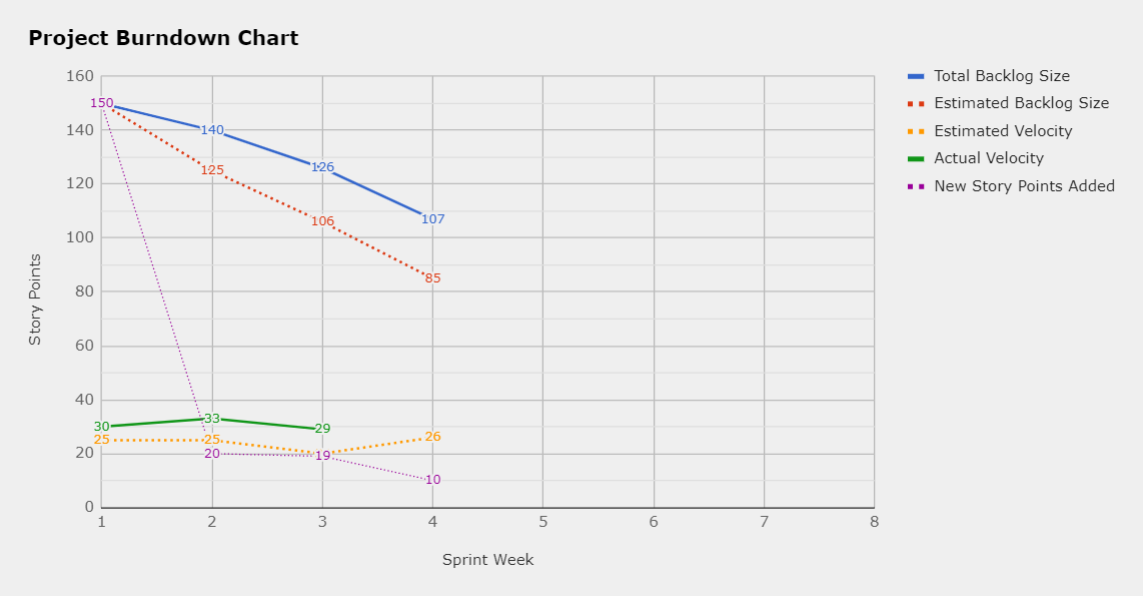 Project Burndown Chart
Total Backlog Size
Estimated Backlog Size
Estimated Velocity
Actual Velocity
New Story Points Added
Story Points
160
140
120
100
80
60
40
20
0
150
140
125
126
106
107
85
30
25
33
25
20
29
19
26
10
1 2 3 4 5 6 7 8
Sprint Week